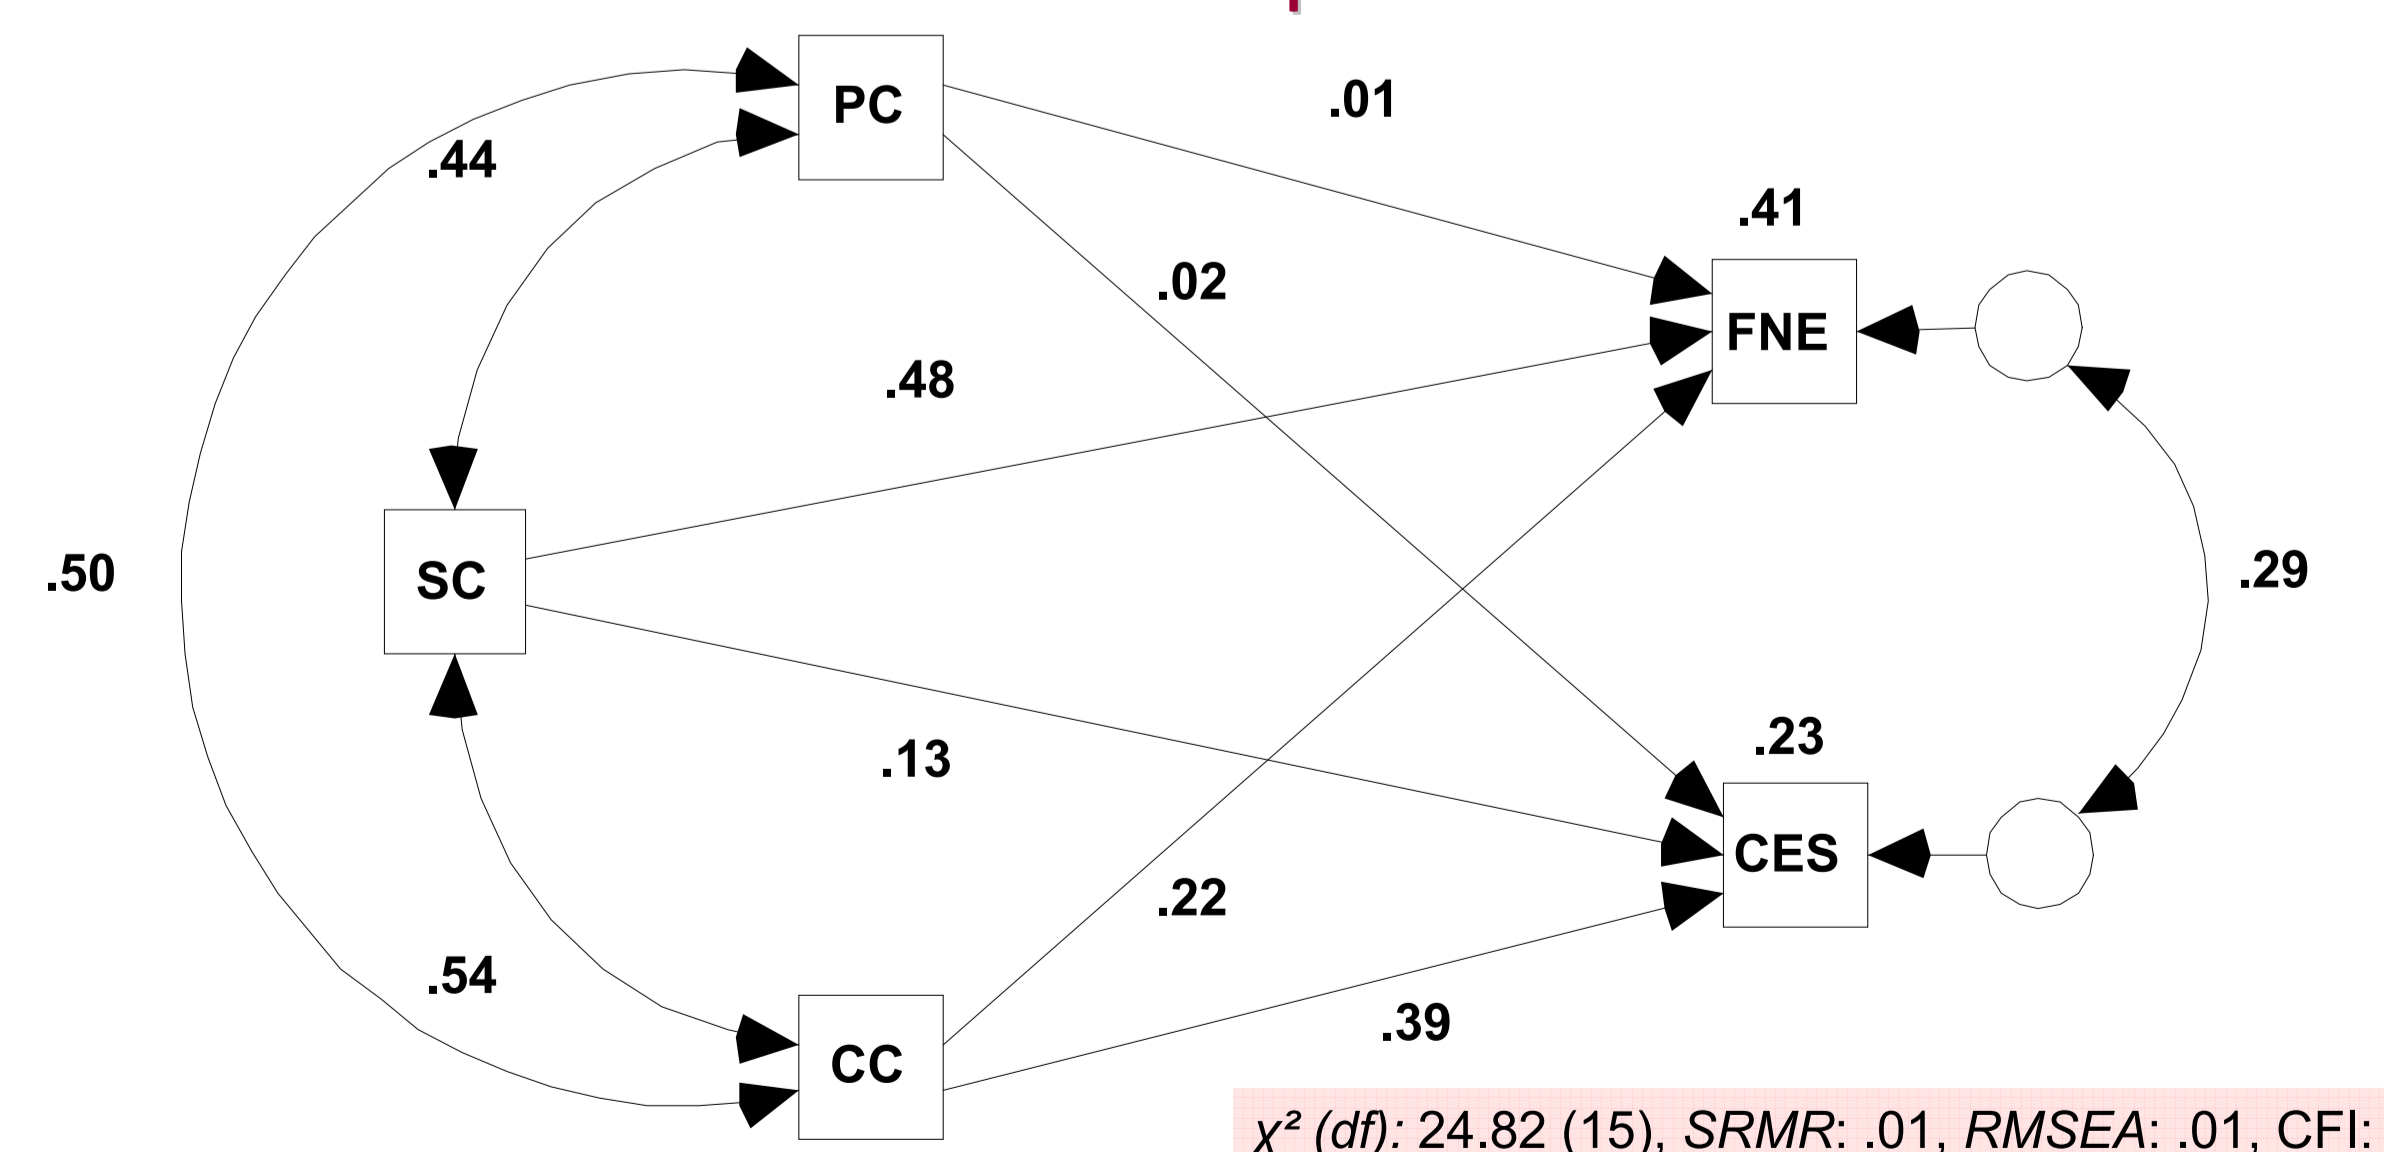 PC
.01
.44
.41
.02
FNE
.48
.50
SC
.29
.13
.23
CES
.22
.54
.39
CC
χ² (df): 24.82 (15), SRMR: .01, RMSEA: .01, CFI: